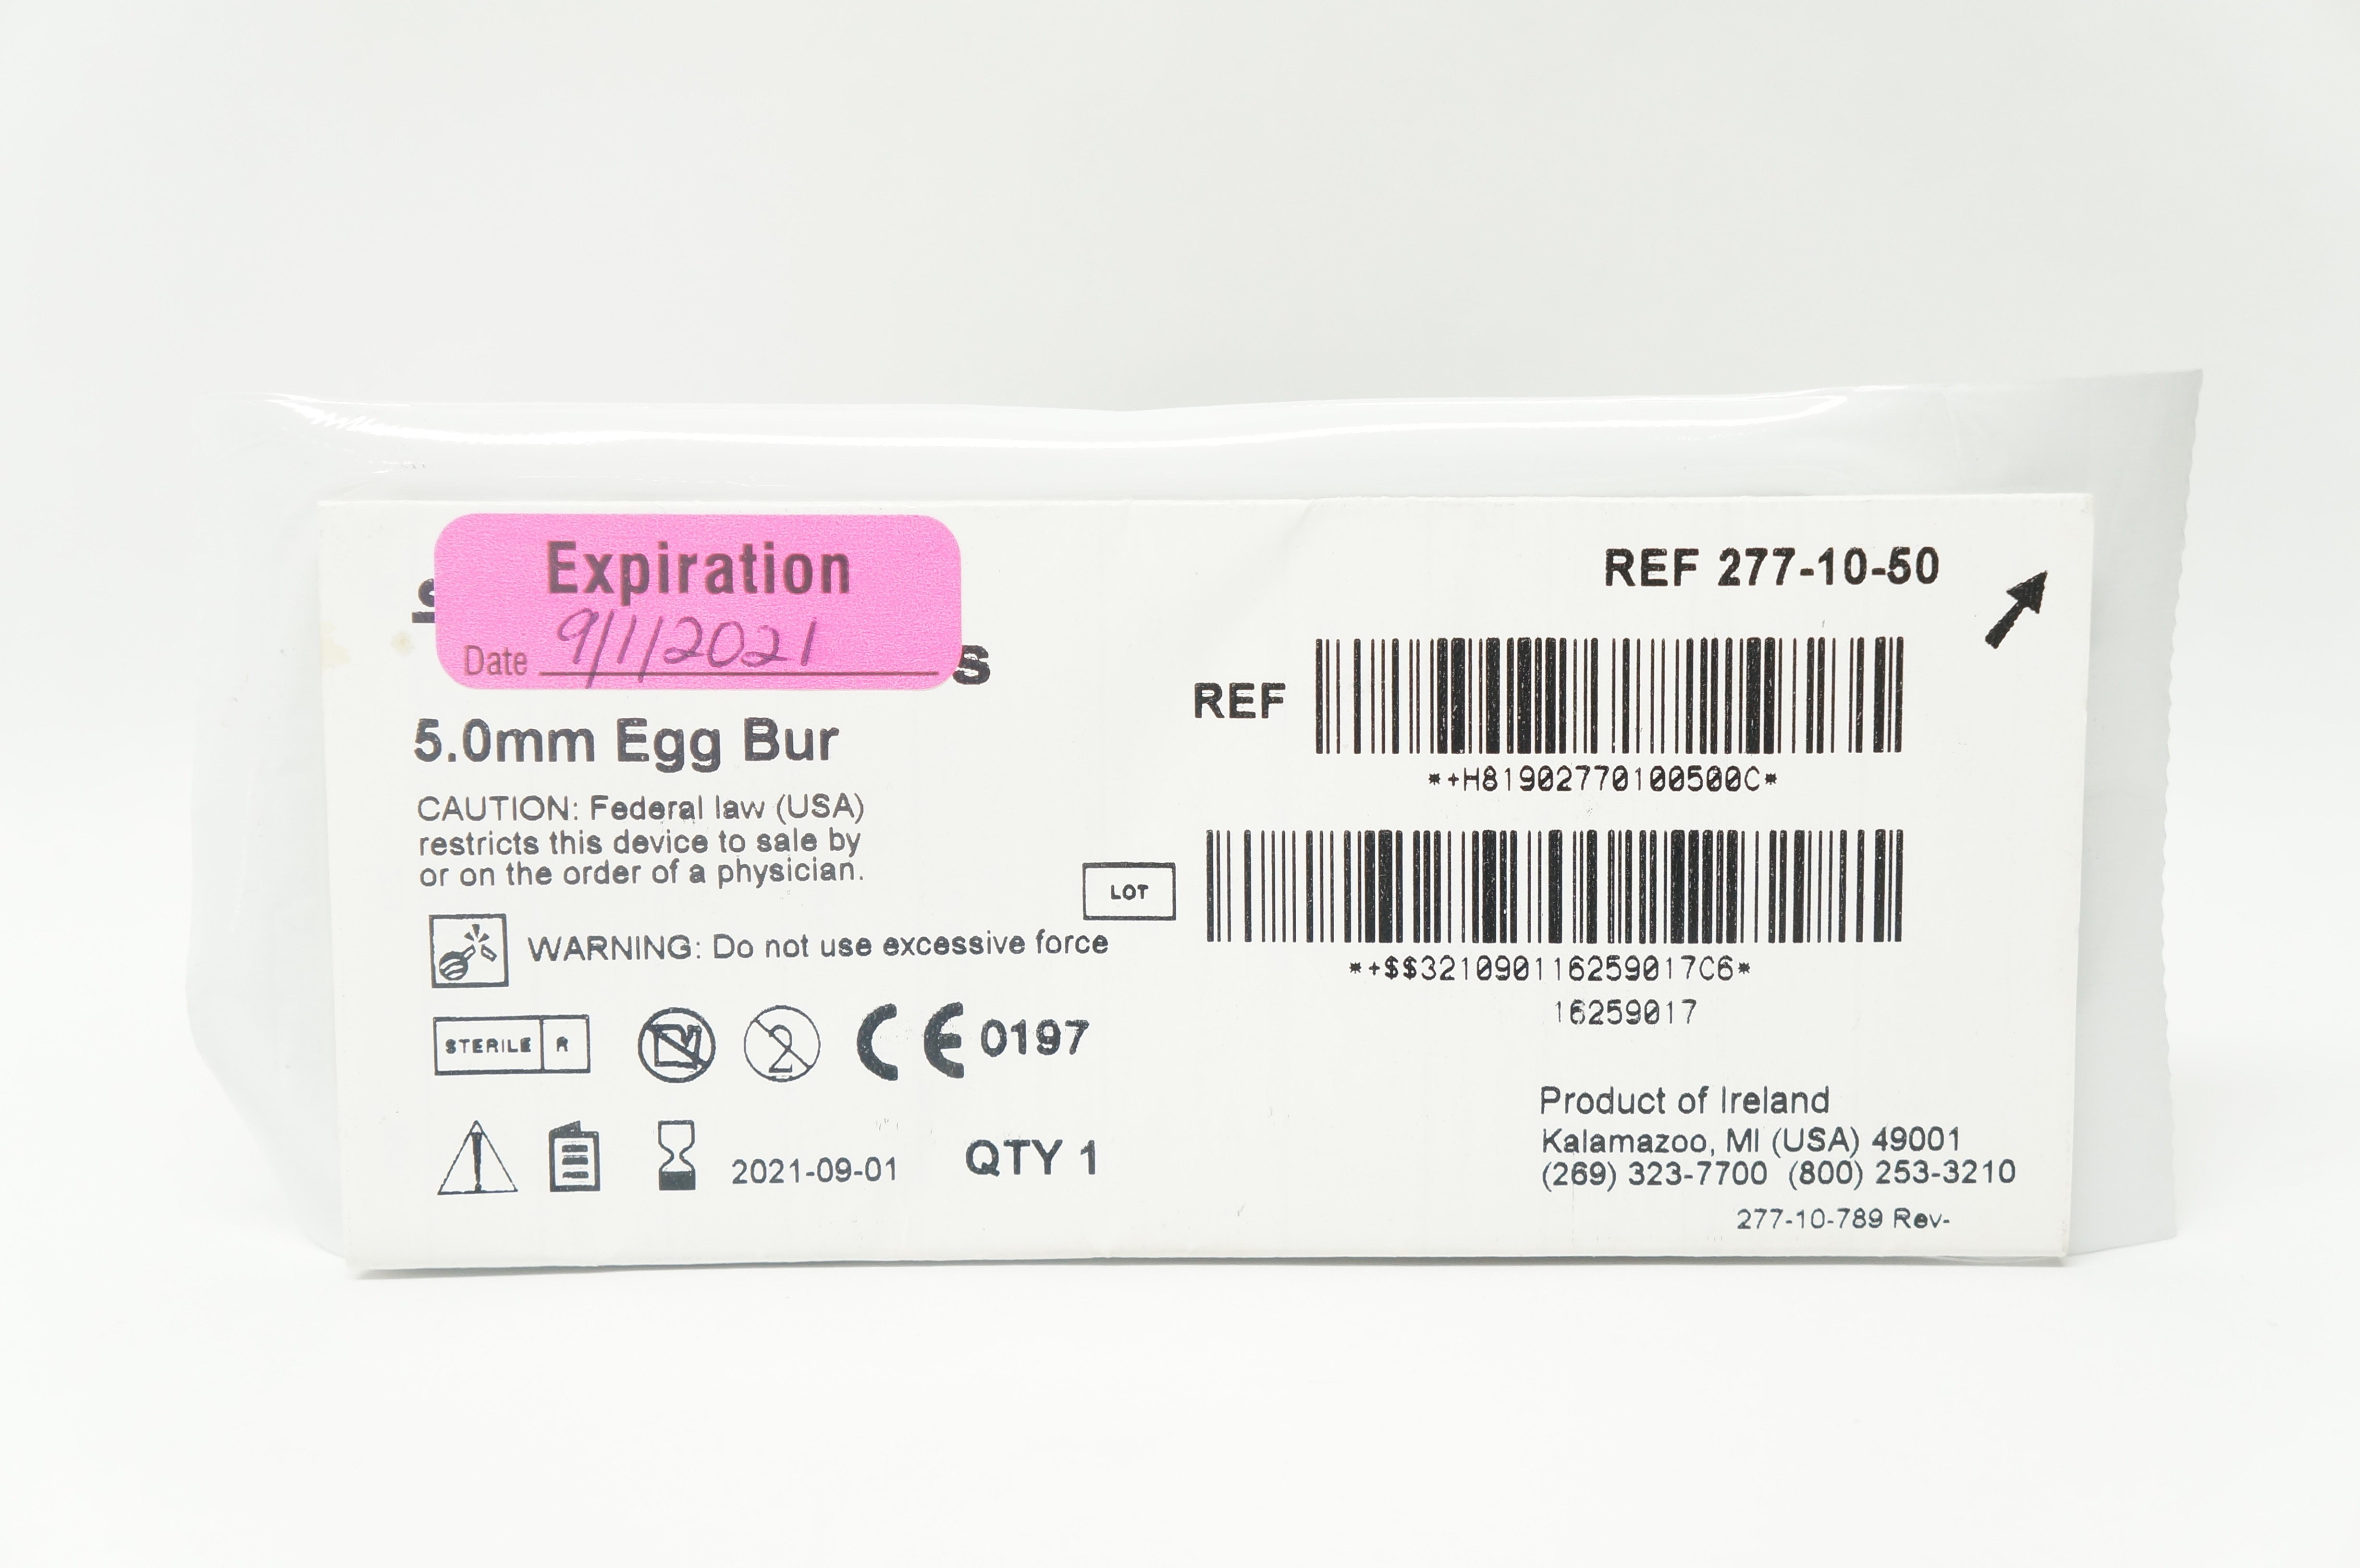 Expiration
Date 9/1/2021
5.0mm Egg Bur
CAUTION: Federal law (USA)
restricts this device to sale by
or on the order of a physician.
WARNING: Do not use excessive force
STERILE R
2
CE 0197
2021-09-01 QTY 1
REF 277-10-50
REF
*+H81902770100500C*
LOT
*+$$321090116259017C6*
16259017
Product of Ireland
Kalamazoo, MI (USA) 49001
(269) 323-7700 (800) 253-3210
277-10-789 Rev-